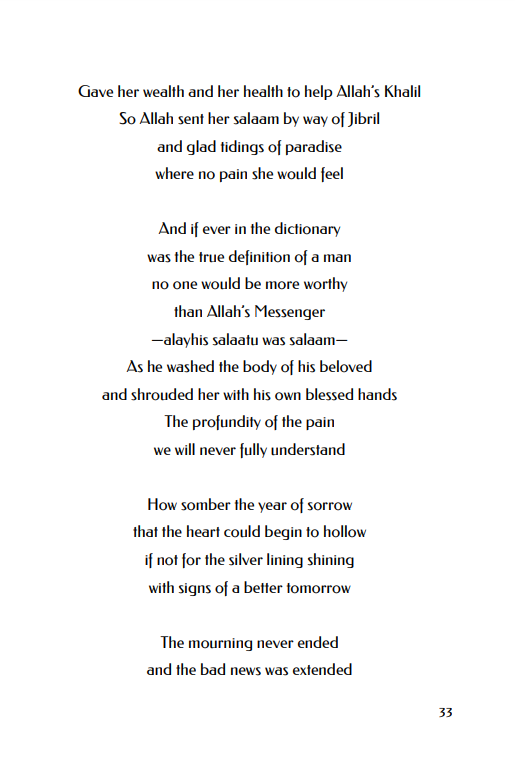 Gave her wealth and her health to help Allah's Khalil
So Allah sent her salaam by way of Jibril
and glad tidings of paradise
where no pain she would feel
And if ever in the dictionary
was the true definition of a man
no one would be more worthy
than Allah's Messenger
—alayhis salaatu was salaam—
As he washed the body of his beloved
and shrouded her with his own blessed hands
The profundity of the pain
we will never fully understand
How somber the year of sorrow
that the heart could begin to hollow
if not for the silver lining shining
with signs of a better tomorrow
The mourning never ended
and the bad news was extended
33